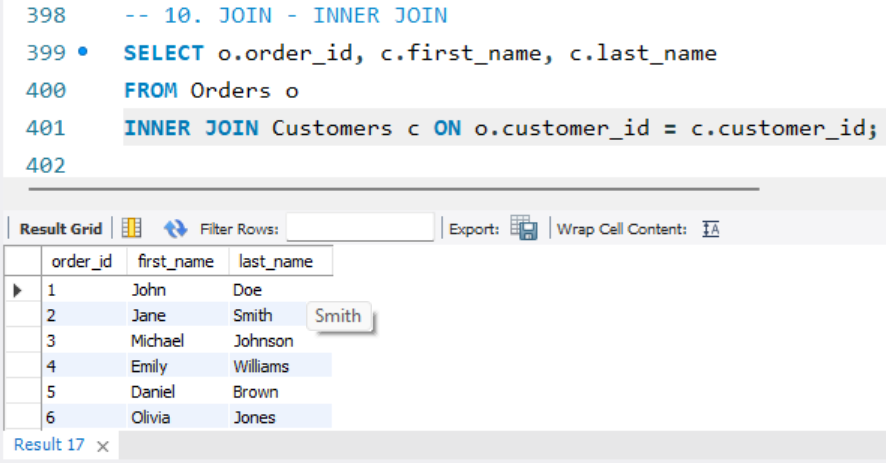 398 -- 10. JOIN - INNER JOIN
399 SELECT o.order_id, c.first_name, c.last_name
400 FROM Orders o
401 INNER JOIN Customers c ON o.customer_id = c.customer_id;
402
Result Grid Filter Rows: Export: Wrap Cell Content: IA
order_id first_name last_name
1 John Doe
2 Jane Smith Smith
3 Michael Johnson
4 Emily Williams
5 Daniel Brown
6 Olivia Jones
Result 17 ×